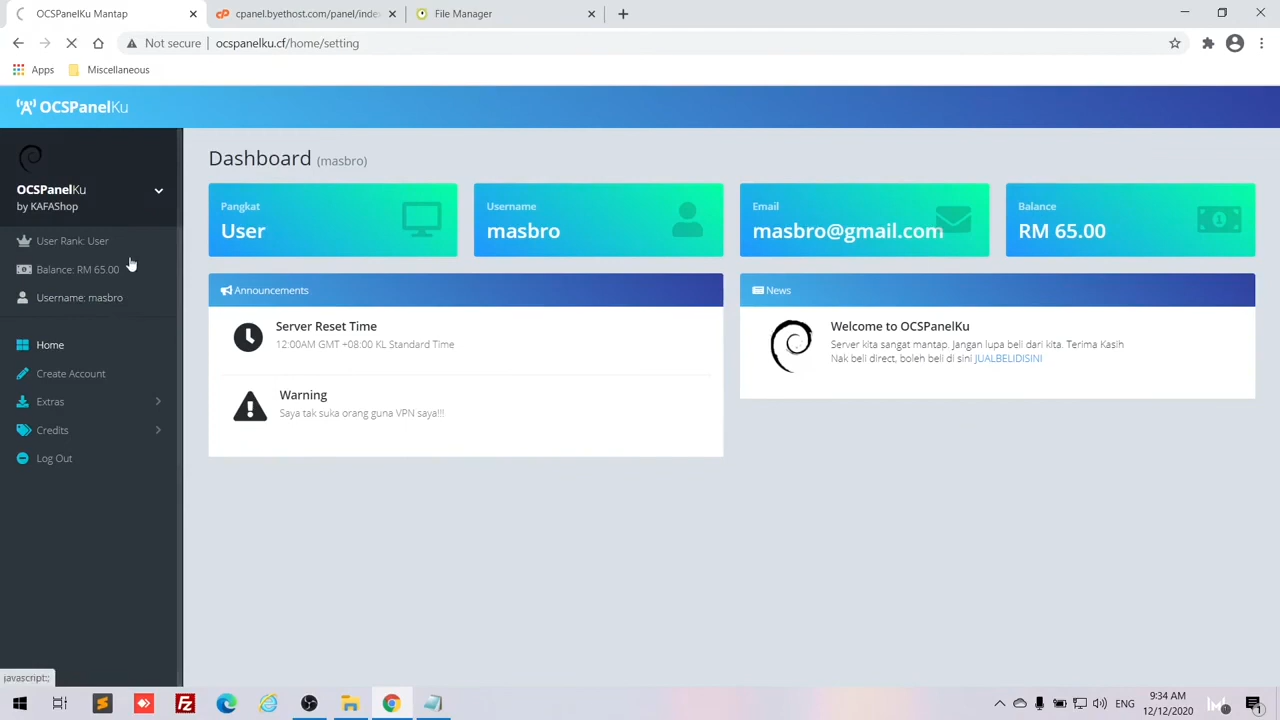 OCSPanelKu Mantap
cpanel.byethost.com/panel/inde
File Manager
Not secure
ocspanelku.cf/home/setting
Apps
Miscellaneous
OCSPanelKu
OCSPanelKu
by KAFAShop
User Rank: User
Balance: RM 65.00
Username: masbro
Home
Create Account
Extras
Credits
Log Out
Dashboard (masbro)
Pangkat
User
Username
masbro
Email
masbro@gmail.com
Balance
RM 65.00
Announcements
Server Reset Time
12:00AM GMT +08:00 KL Standard Time
Warning
Saya tak suka orang guna VPN saya!!!
News
Welcome to OCSPanelKu
Server kita sangat mantap. Jangan lupa beli dari kita. Terima Kasih
Nak beli direct, boleh beli di sini JUALBELIDISINI
javascript:;
ENG
9:34 AM
12/12/2020